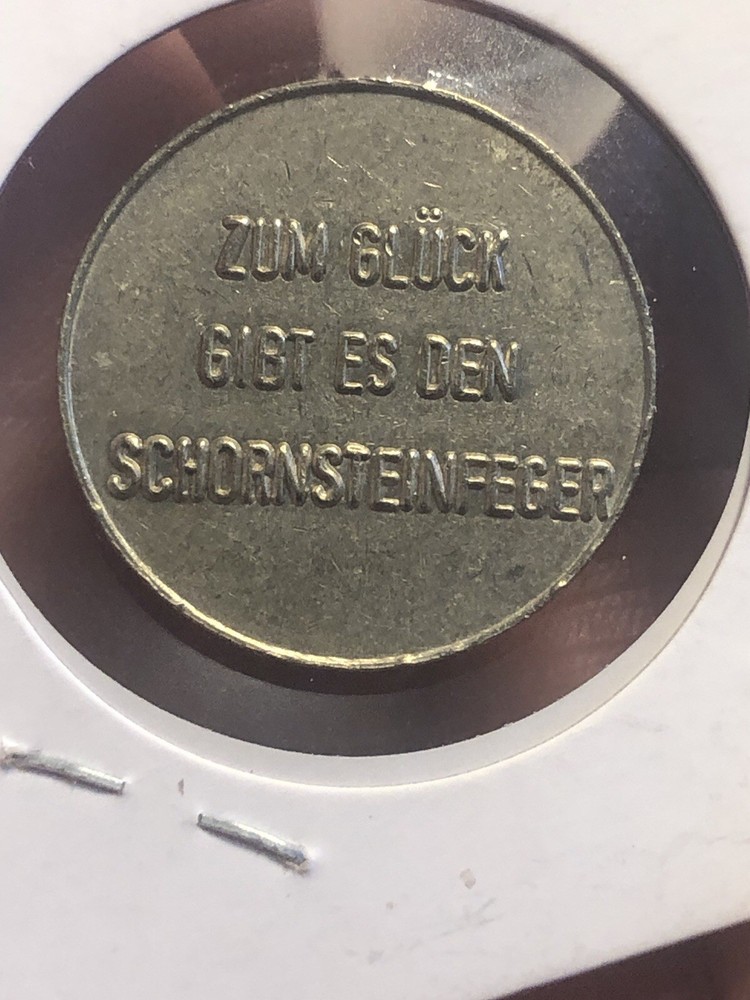 ZUM GLÜCK
GIBT ES DEN
SCHORNSTEINFEGER